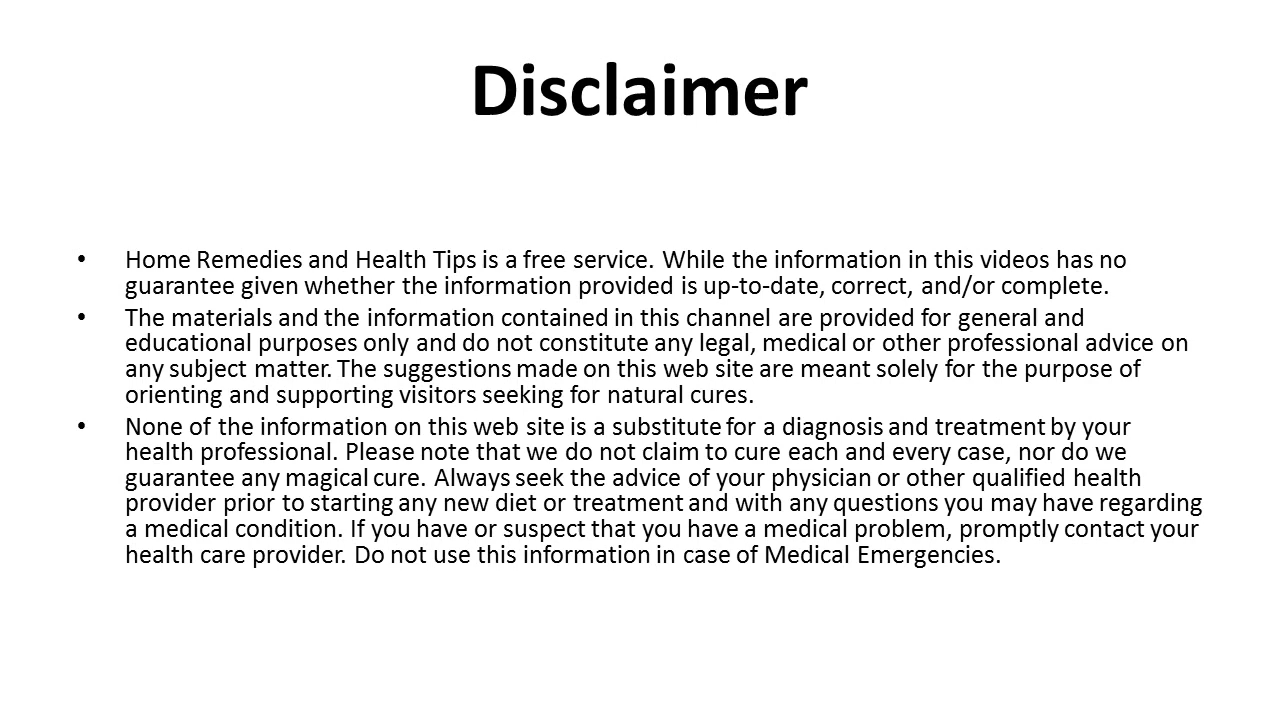 Disclaimer
• Home Remedies and Health Tips is a free service. While the information in this videos has no
guarantee given whether the information provided is up-to-date, correct, and/or complete.
• The materials and the information contained in this channel are provided for general and
educational purposes only and do not constitute any legal, medical or other professional advice on
any subject matter. The suggestions made on this web site are meant solely for the purpose of
orienting and supporting visitors seeking for natural cures.
• None of the information on this web site is a substitute for a diagnosis and treatment by your
health professional. Please note that we do not claim to cure each and every case, nor do we
guarantee any magical cure. Always seek the advice of your physician or other qualified health
provider prior to starting any new diet or treatment and with any questions you may have regarding
a medical condition. If you have or suspect that you have a medical problem, promptly contact your
health care provider. Do not use this information in case of Medical Emergencies.